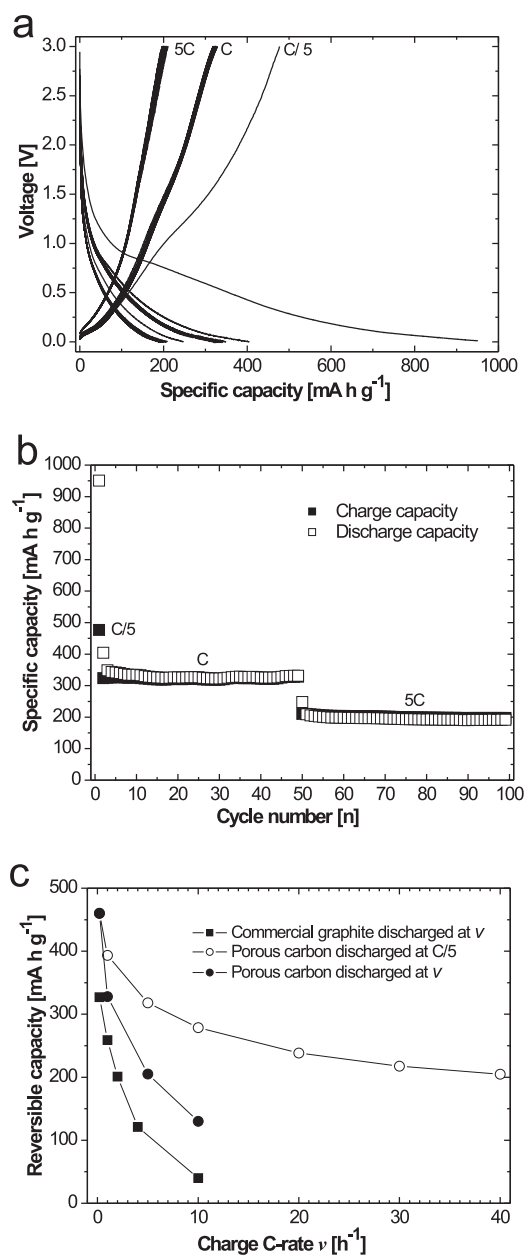 a
5C C C/ 5
3.0
2.5
2.0
1.5
1.0
0.5
0.0
Voltage [V]
0 200 400 600 800 1000
Specific capacity [mA h g-1]
b
1000
900
800
700
600
500
400
300
200
100
0
Specific capacity [mA h g-1]
Charge capacity
Discharge capacity
C/5
C
5C
0 10 20 30 40 50 60 70 80 90 100
Cycle number [n]
c
500
400
300
200
100
0
Reversible capacity [mA h g-1]
Commercial graphite discharged at v
Porous carbon discharged at C/5
Porous carbon discharged at v
0 10 20 30 40
Charge C-rate v [h-1]